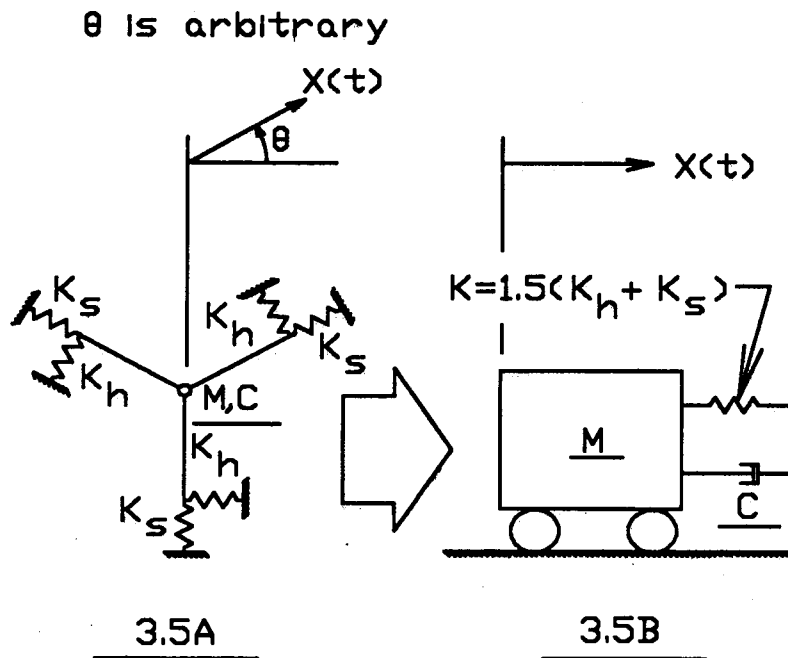 θ is arbitrary
X(t)
θ
X(t)
K=1.5(Kh+ Ks)
Ks
Kh
Kh
Ks
M,C
Kh
Ks
M
C
3.5A
3.5B